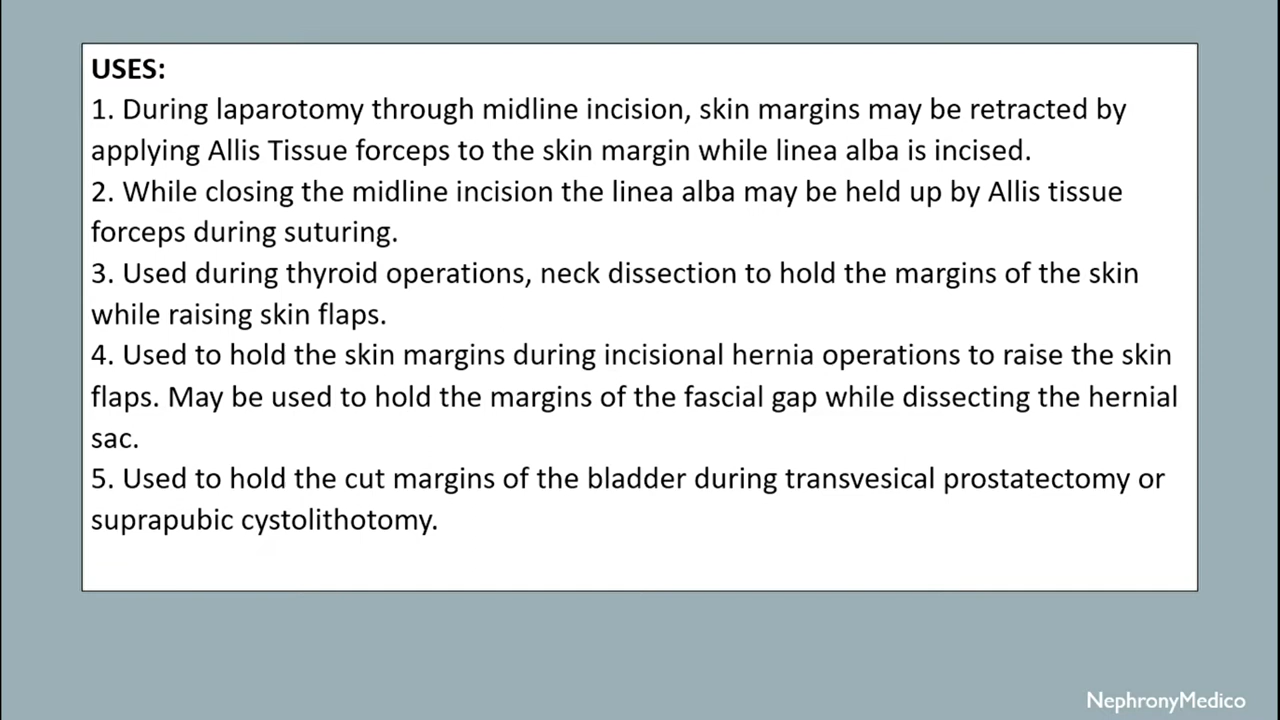 USES:
1. During laparotomy through midline incision, skin margins may be retracted by
applying Allis Tissue forceps to the skin margin while linea alba is incised.
2. While closing the midline incision the linea alba may be held up by Allis tissue
forceps during suturing.
3. Used during thyroid operations, neck dissection to hold the margins of the skin
while raising skin flaps.
4. Used to hold the skin margins during incisional hernia operations to raise the skin
flaps. May be used to hold the margins of the fascial gap while dissecting the hernial
sac.
5. Used to hold the cut margins of the bladder during transvesical prostatectomy or
suprapubic cystolithotomy.
NephronyMedico